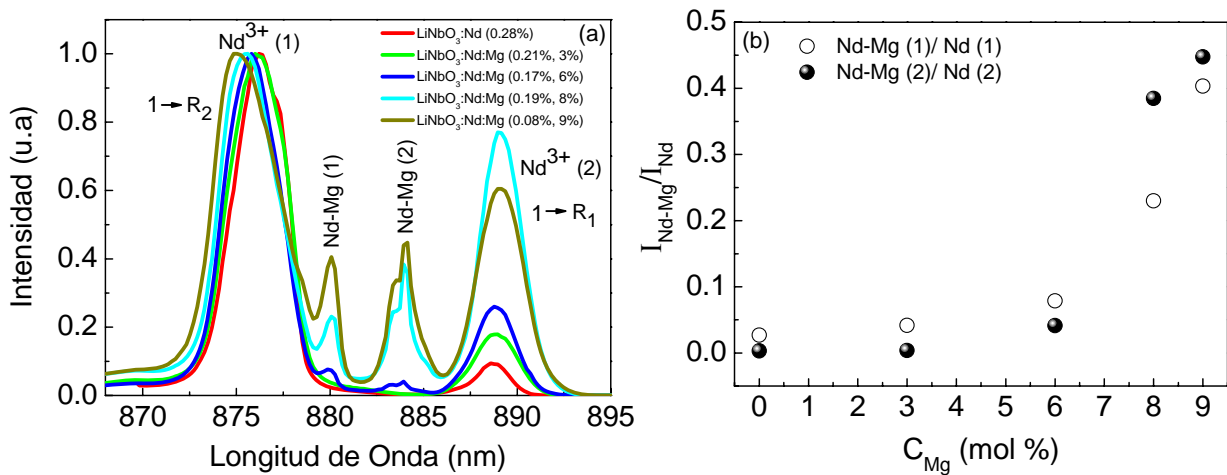 Nd³⁺ (1)
(a)
LiNbO₃:Nd (0.28%)
LiNbO₃:Nd:Mg (0.21%, 3%)
LiNbO₃:Nd:Mg (0.17%, 6%)
LiNbO₃:Nd:Mg (0.19%, 8%)
LiNbO₃:Nd:Mg (0.08%, 9%)
1→R₂
Nd-Mg (1)
Nd-Mg (2)
Nd³⁺ (2)
1→R₁
Intensidad (u.a)
1.0
0.8
0.6
0.4
0.2
0.0
870 875 880 885 890 895
Longitud de Onda (nm)
(b)
Nd-Mg (1)/ Nd (1)
Nd-Mg (2)/ Nd (2)
I_Nd-Mg/I_Nd
0.5
0.4
0.3
0.2
0.1
0.0
0 1 2 3 4 5 6 7 8 9
C_Mg (mol %)